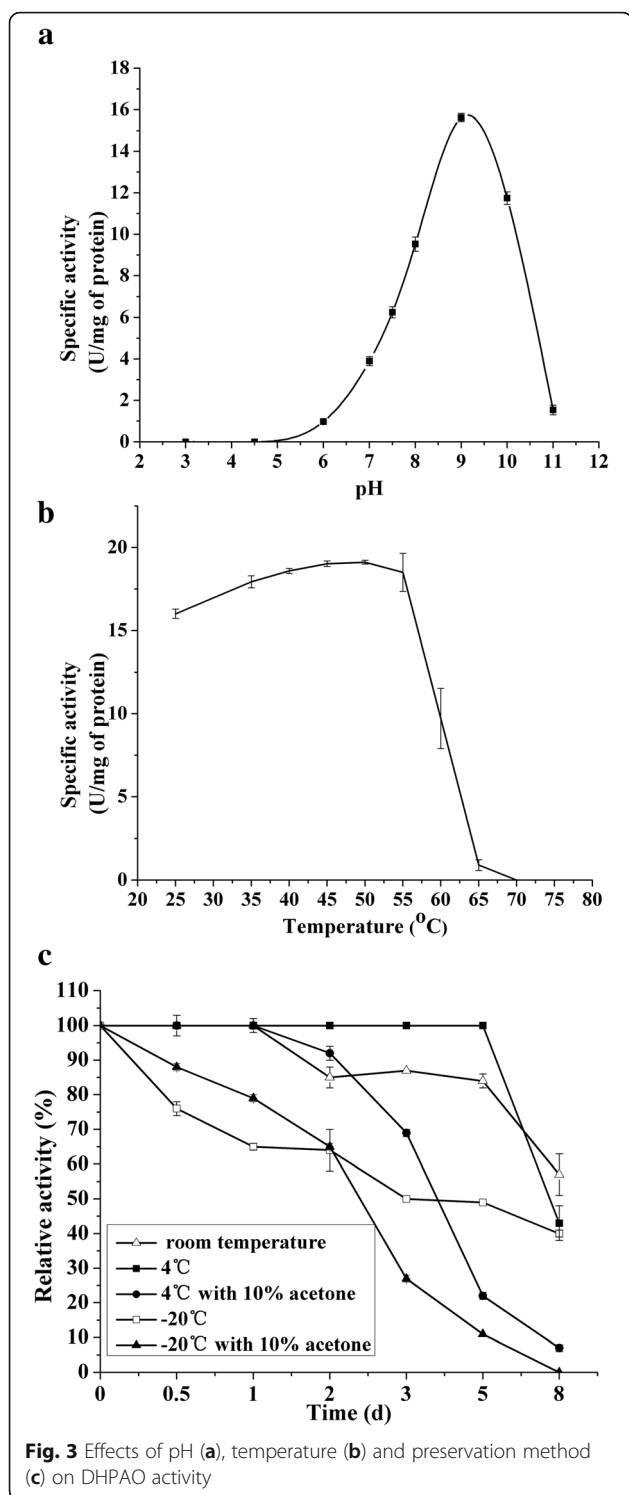 a
18
16
14
12
10
8
6
4
2
0
Specific activity
(U/mg of protein)
2 3 4 5 6 7 8 9 10 11 12
pH
b
20
15
10
5
0
Specific activity
(U/mg of protein)
20 25 30 35 40 45 50 55 60 65 70 75 80
Temperature (°C)
c
110
100
90
80
70
60
50
40
30
20
10
0
Relative activity (%)
room temperature
4℃
4℃ with 10% acetone
-20℃
-20℃ with 10% acetone
0 0.5 1 2 3 5 8
Time (d)
Fig. 3 Effects of pH (a), temperature (b) and preservation method
(c) on DHPAO activity